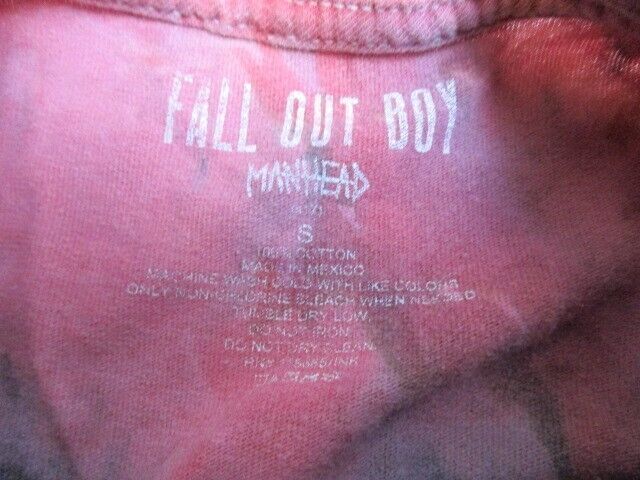 FALL OUT BOY
MANHEAD
S
100% COTTON
MADE IN MEXICO
MACHINE WASH COLD WITH LIKE COLORS
ONLY NON-CHLORINE BLEACH WHEN NEEDED
TUMBLE DRY LOW.
DO NOT IRON.
DO NOT DRY CLEAN.